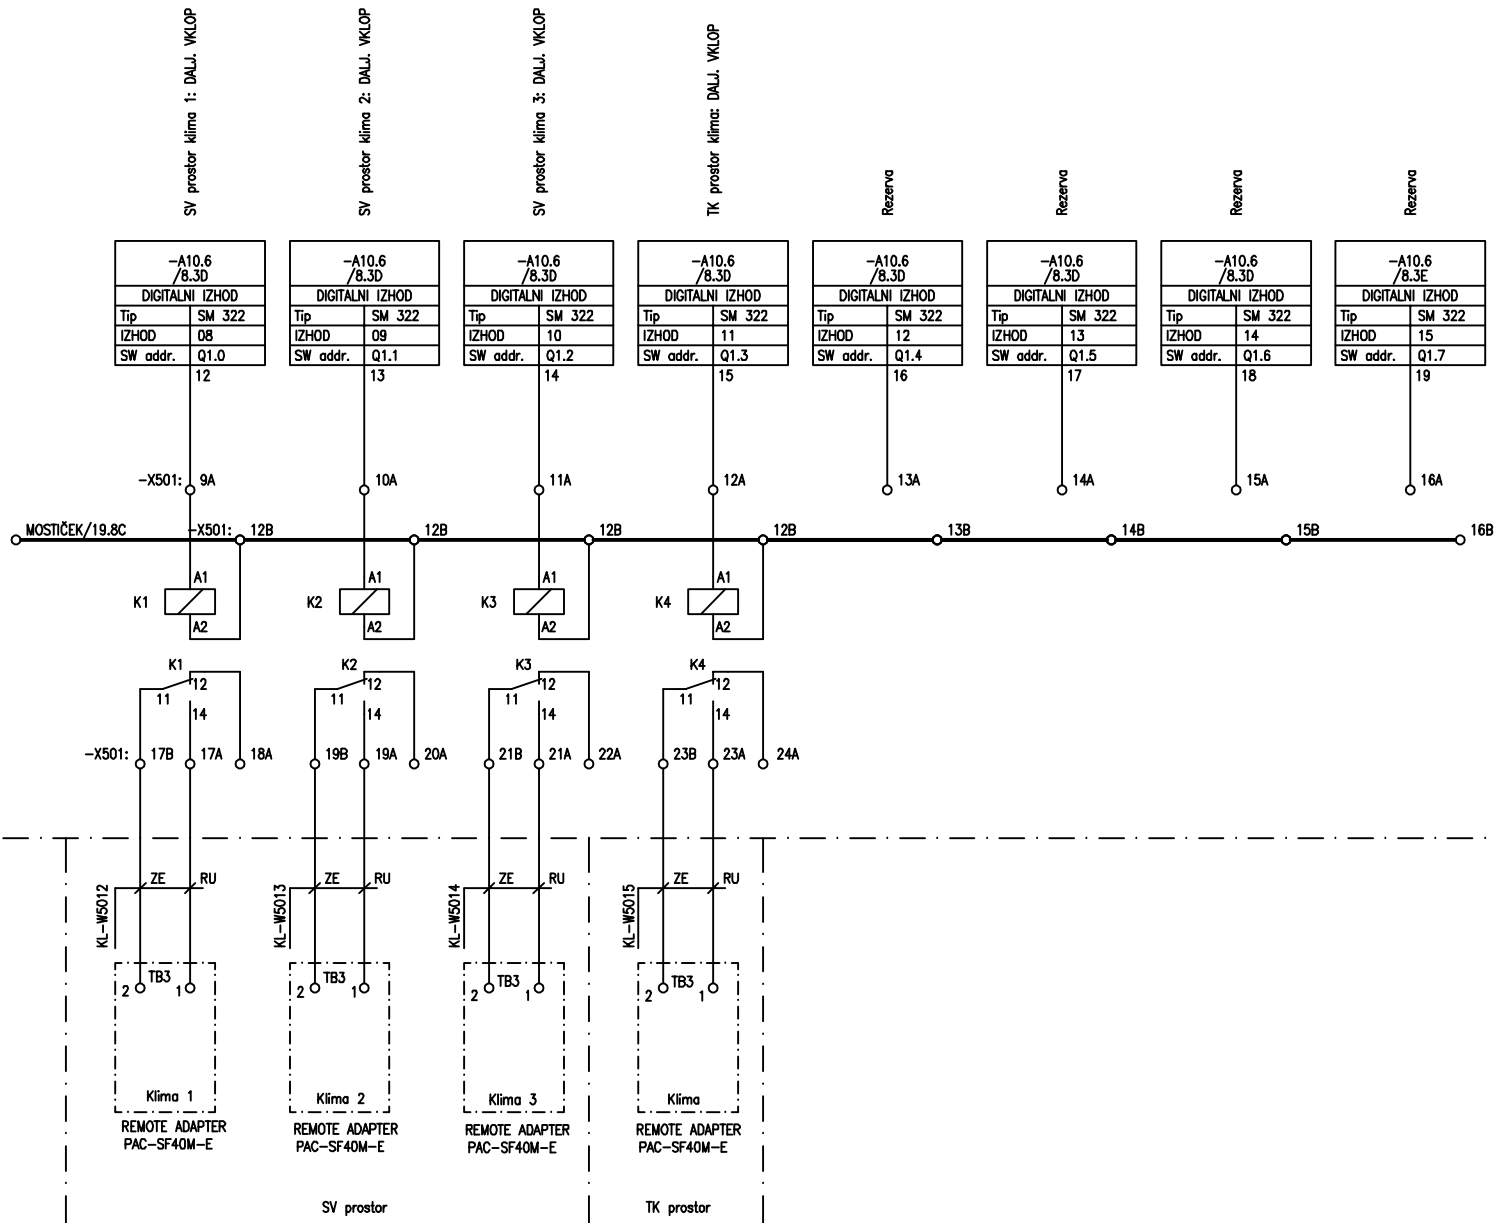 SV prostor klima 1: DALJ. VKLOP
SV prostor klima 2: DALJ. VKLOP
SV prostor klima 3: DALJ. VKLOP
TK prostor klima: DALJ. VKLOP
Rezerva
Rezerva
Rezerva
Rezerva
-A10.6
/8.3D
DIGITALNI IZHOD
Tip SM 322
IZHOD 08
SW addr. Q1.0
12
-A10.6
/8.3D
DIGITALNI IZHOD
Tip SM 322
IZHOD 09
SW addr. Q1.1
13
-A10.6
/8.3D
DIGITALNI IZHOD
Tip SM 322
IZHOD 10
SW addr. Q1.2
14
-A10.6
/8.3D
DIGITALNI IZHOD
Tip SM 322
IZHOD 11
SW addr. Q1.3
15
-A10.6
/8.3D
DIGITALNI IZHOD
Tip SM 322
IZHOD 12
SW addr. Q1.4
16
-A10.6
/8.3D
DIGITALNI IZHOD
Tip SM 322
IZHOD 13
SW addr. Q1.5
17
-A10.6
/8.3D
DIGITALNI IZHOD
Tip SM 322
IZHOD 14
SW addr. Q1.6
18
-A10.6
/8.3E
DIGITALNI IZHOD
Tip SM 322
IZHOD 15
SW addr. Q1.7
19
-X501: 9A 10A 11A 12A 13A 14A 15A 16A
MOSTIČEK/19.8C -X501: 12B 12B 12B 12B 13B 14B 15B 16B
A1 A1 A1 A1
K1 K2 K3 K4
A2 A2 A2 A2
K1 K2 K3 K4
12 12 12 12
11 11 11 11
14 14 14 14
-X501: 17B 17A 18A 19B 19A 20A 21B 21A 22A 23B 23A 24A
ZE RU ZE RU ZE RU ZE RU
KL-W5012
KL-W5013
KL-W5014
KL-W5015
TB3 TB3 TB3 TB3
2 1 2 1 2 1 2 1
Klima 1 Klima 2 Klima 3 Klima
REMOTE ADAPTER
PAC-SF40M-E
REMOTE ADAPTER
PAC-SF40M-E
REMOTE ADAPTER
PAC-SF40M-E
REMOTE ADAPTER
PAC-SF40M-E
SV prostor
TK prostor